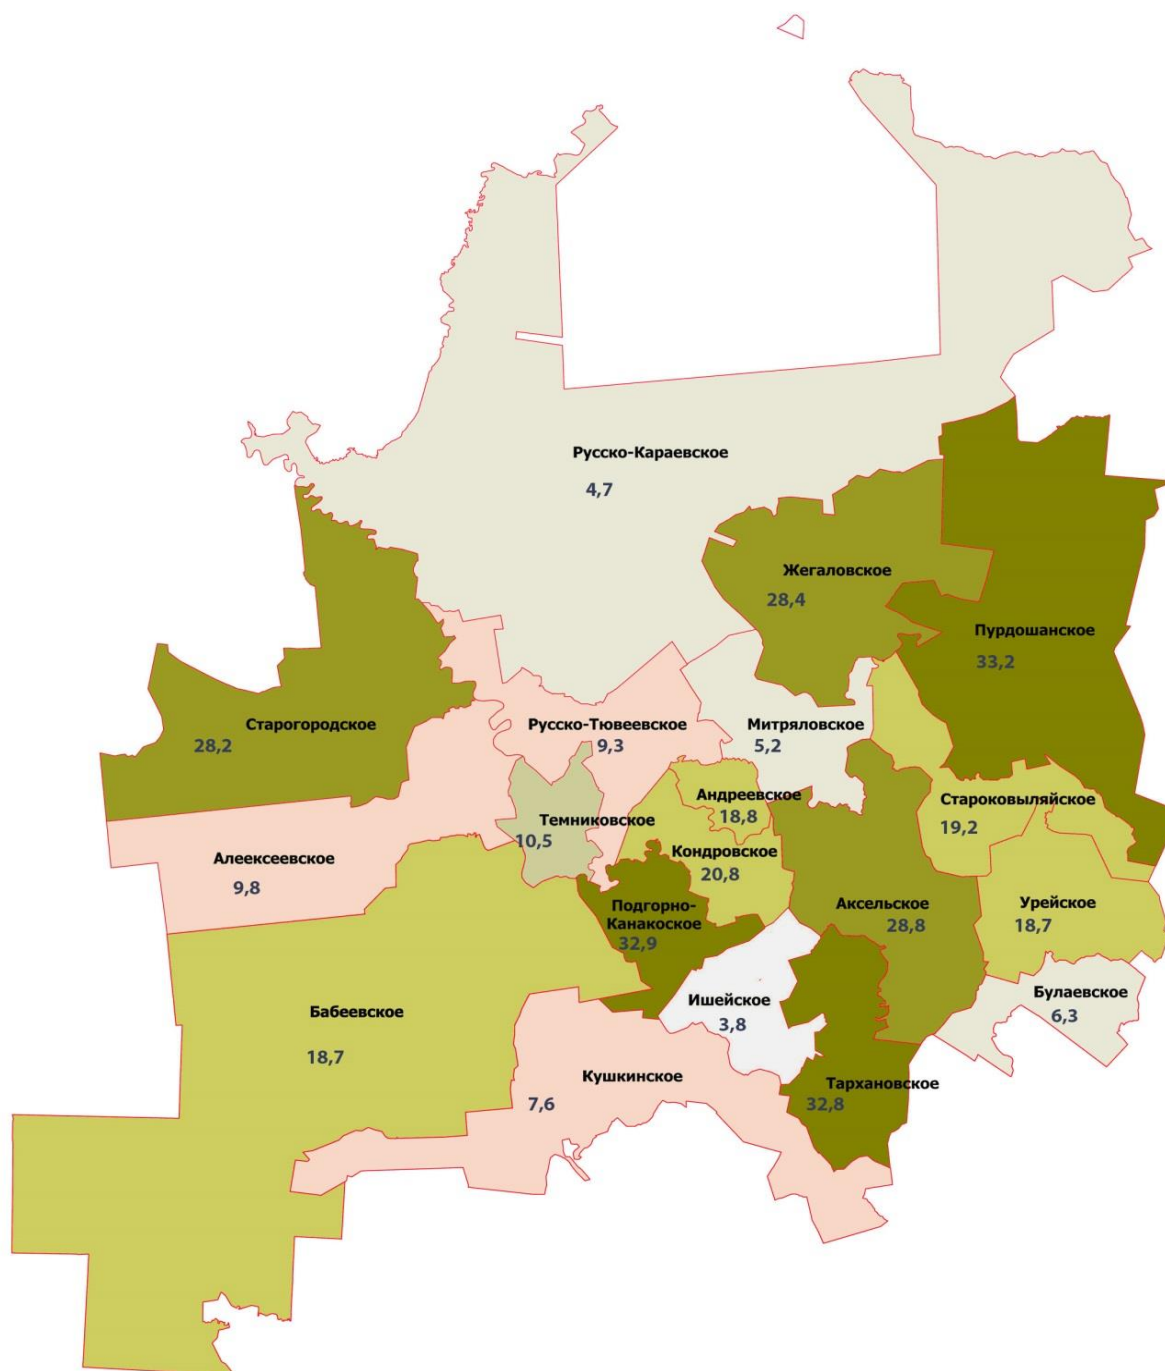 Русско-Караевское
4,7
Жегаловское
28,4
Пурдошанское
33,2
Старогородское
28,2
Русско-Тювеевское
9,3
Митряловское
5,2
Андреевское
18,8
Староковыляйское
19,2
Темниковское
10,5
Алеексеевское
9,8
Кондровское
20,8
Подгорно-
Канакоское
32,9
Аксельское
28,8
Урейское
18,7
Ишейское
3,8
Булаевское
6,3
Бабеевское
18,7
Кушкинское
7,6
Тархановское
32,8